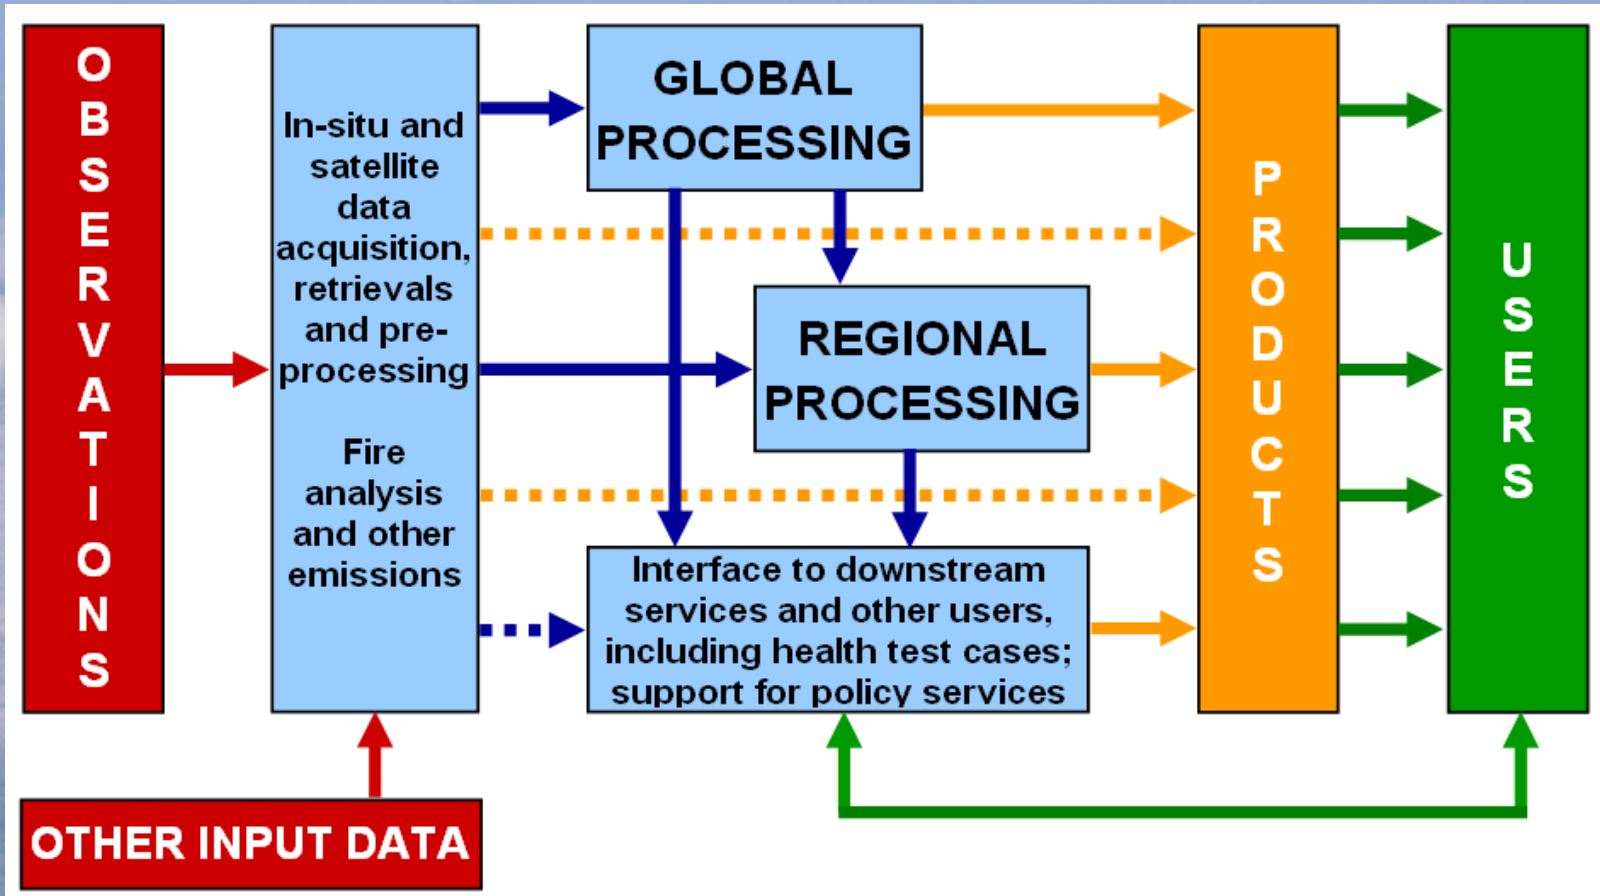 OBSERVATIONS
In-situ and
satellite
data
acquisition,
retrievals
and pre-
processing
Fire
analysis
and other
emissions
GLOBAL
PROCESSING
REGIONAL
PROCESSING
Interface to downstream
services and other users,
including health test cases;
support for policy services
PRODUCTS
USERS
OTHER INPUT DATA